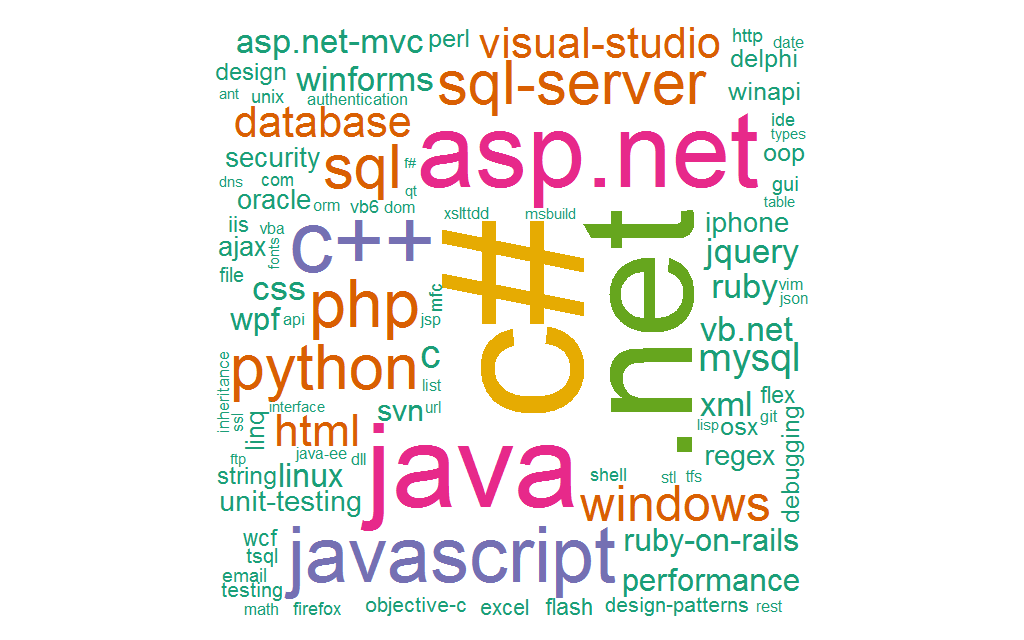 asp.net-mvc
perl
visual-studio
http
date
design
winforms
sql-server
delphi
ant
unix
authentication
winapi
database
asp.net
ide
types
security
sql
f#
oop
dns
com
qt
gui
oracle
orm
vb6
dom
table
iis
vba
c++
xslttdd
msbuild
c#
.net
iphone
ajax
fonts
jquery
file
css
php
mfc
ruby
vim
json
wpf
api
jsp
vb.net
python
c
mysql
inheritance
list
ssl
linq
interface
svn
url
xml
flex
html
lisp
osx
git
debugging
ftp
java-ee
dll
java
regex
string
linux
shell
stl
tfs
unit-testing
windows
wcf
javascript
ruby-on-rails
tsql
email
performance
testing
math
firefox
objective-c
excel
flash
design-patterns
rest